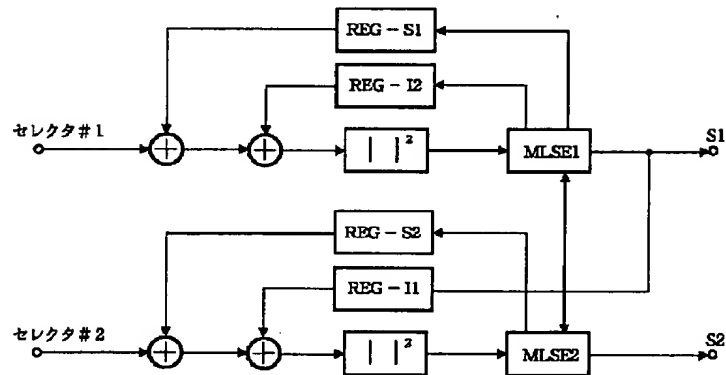 REG-S1
REG-I2
セレクタ#1
| |²
MLSE1
S1
REG-S2
REG-I1
セレクタ#2
| |²
MLSE2
S2